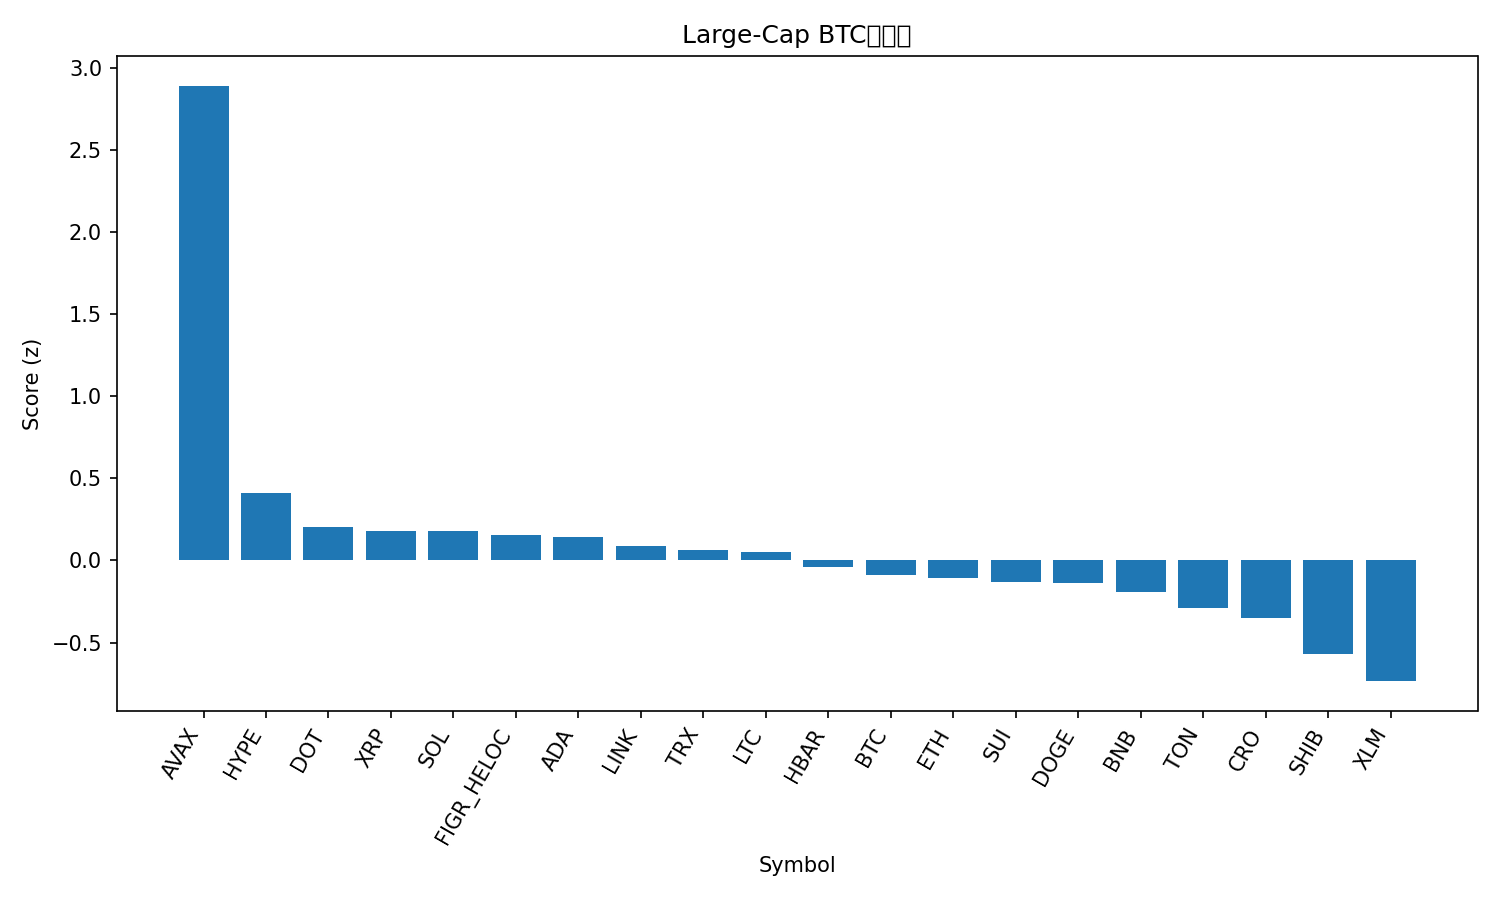 Large-Cap BTC
3.0
2.5
2.0
1.5
1.0
0.5
0.0
−0.5
Score (z)
AVAX
HYPE
DOT
XRP
SOL
FIGR_HELOC
ADA
LINK
TRX
LTC
HBAR
BTC
ETH
SUI
DOGE
BNB
TON
CRO
SHIB
XLM
Symbol